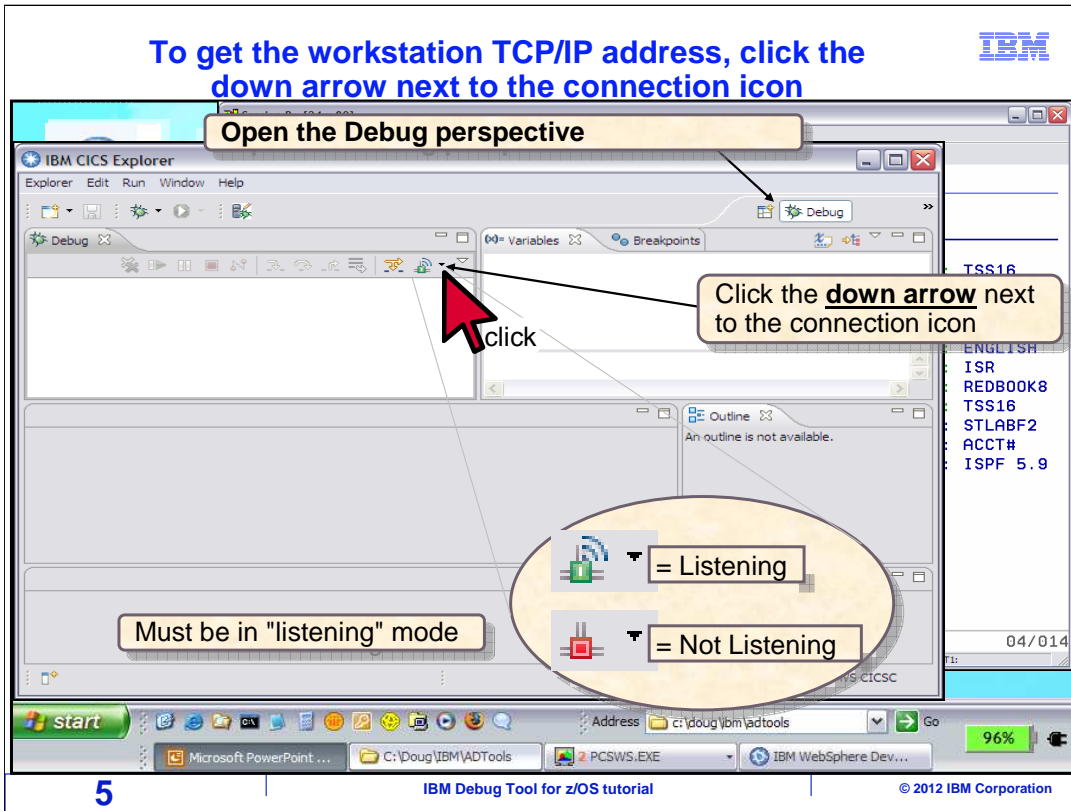 To get the workstation TCP/IP address, click the
down arrow next to the connection icon
IBM
Open the Debug perspective
IBM CICS Explorer
Explorer Edit Run Window Help
Debug
»
Debug
(x)= Variables
Breakpoints
TSS16
Click the down arrow next
to the connection icon
click
ENGLISH
ISR
REDBOOK8
TSS16
STLABF2
ACCT#
ISPF 5.9
Outline
An outline is not available.
= Listening
= Not Listening
Must be in "listening" mode
04/014
CICSC
start
Address c:\doug\ibm\adtools
Go
96%
Microsoft PowerPoint ...
C:\Doug\IBM\ADTools
2 PCSWS.EXE
IBM WebSphere Dev...
5
IBM Debug Tool for z/OS tutorial
© 2012 IBM Corporation